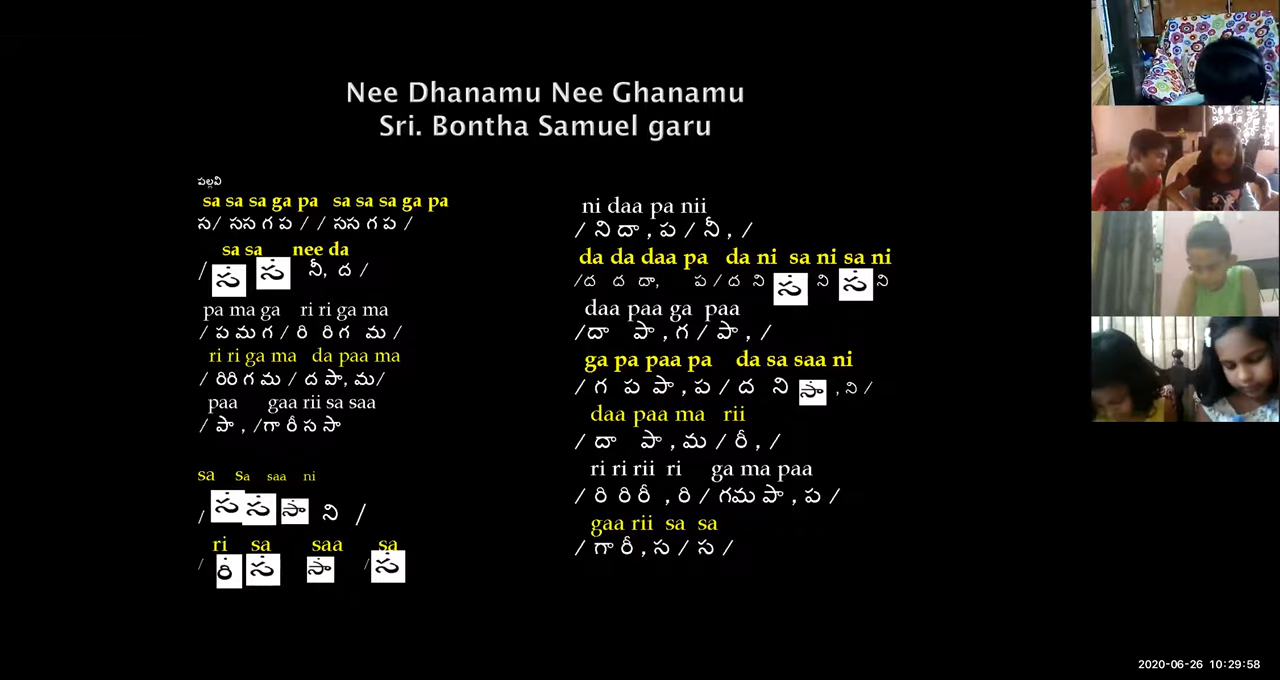 Nee Dhanamu Nee Ghanamu
Sri. Bontha Samuel garu
పల్లవి
sa sa sa ga pa sa sa sa ga pa
స/ సస గ ప / / సస గ ప /
sa sa nee da
/ స స నీ, ద /
pa ma ga ri ri ga ma
/ ప మ గ / రి రి గ మ /
ri ri ga ma da paa ma
/ రిరి గ మ / ద పా, మ/
paa gaa rii sa saa
/ పా , /గా రీ స సా
sa sa saa ni
/ స స సా ని /
ri sa saa sa
/ రి స సా / స
ni daa pa nii
/ ని దా , ప / నీ , /
da da daa pa da ni sa ni sa ni
/ద ద దా, ప / ద ని స ని స ని
daa paa ga paa
/దా పా , గ / పా , /
ga pa paa pa da sa saa ni
/ గ ప పా , ప / ద ని సా , ని /
daa paa ma rii
/ దా పా , మ / రీ , /
ri ri rii ri ga ma paa
/ రి రి రీ , రి / గమ పా , ప /
gaa rii sa sa
/ గా రీ , స / స /
2020-06-26 10:29:58